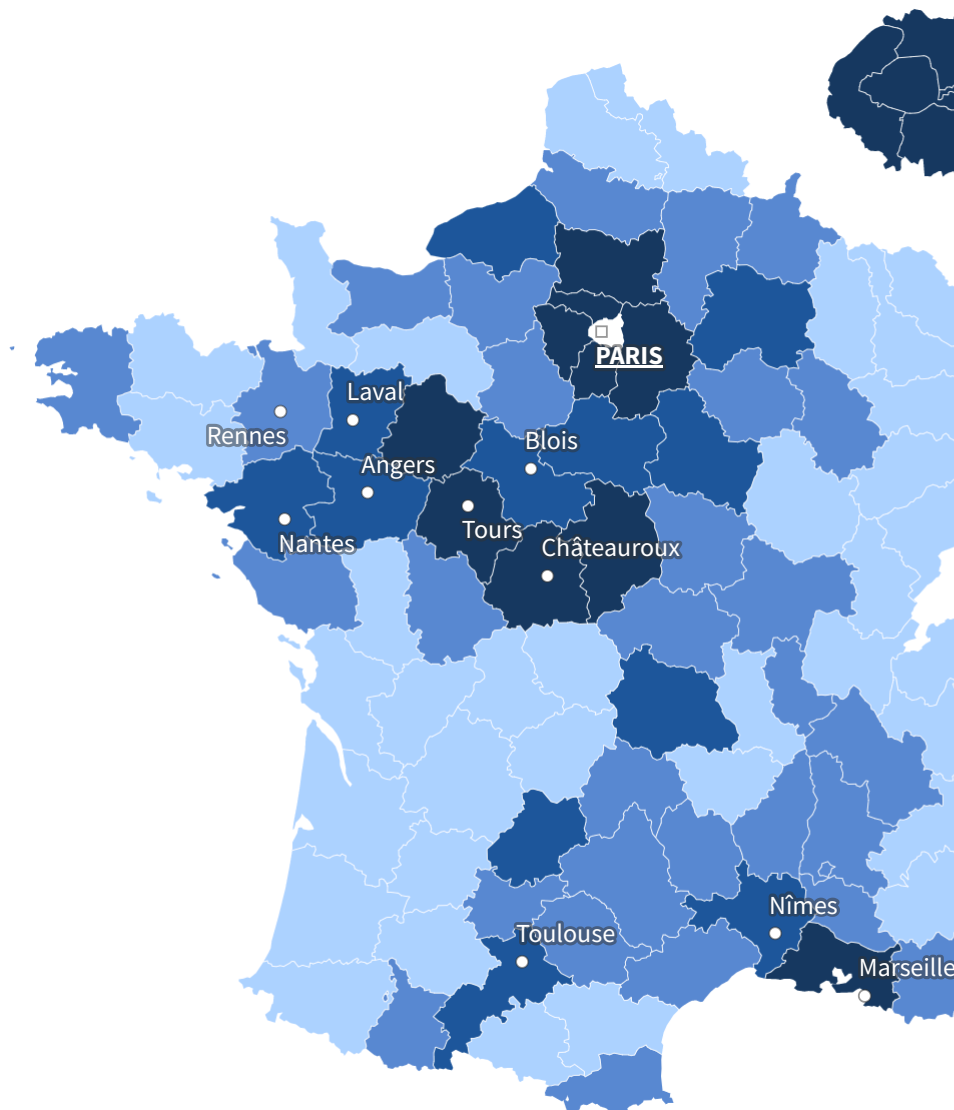 PARIS
Laval
Rennes
Blois
Angers
Tours
Nantes
Châteauroux
Nîmes
Toulouse
Marseille